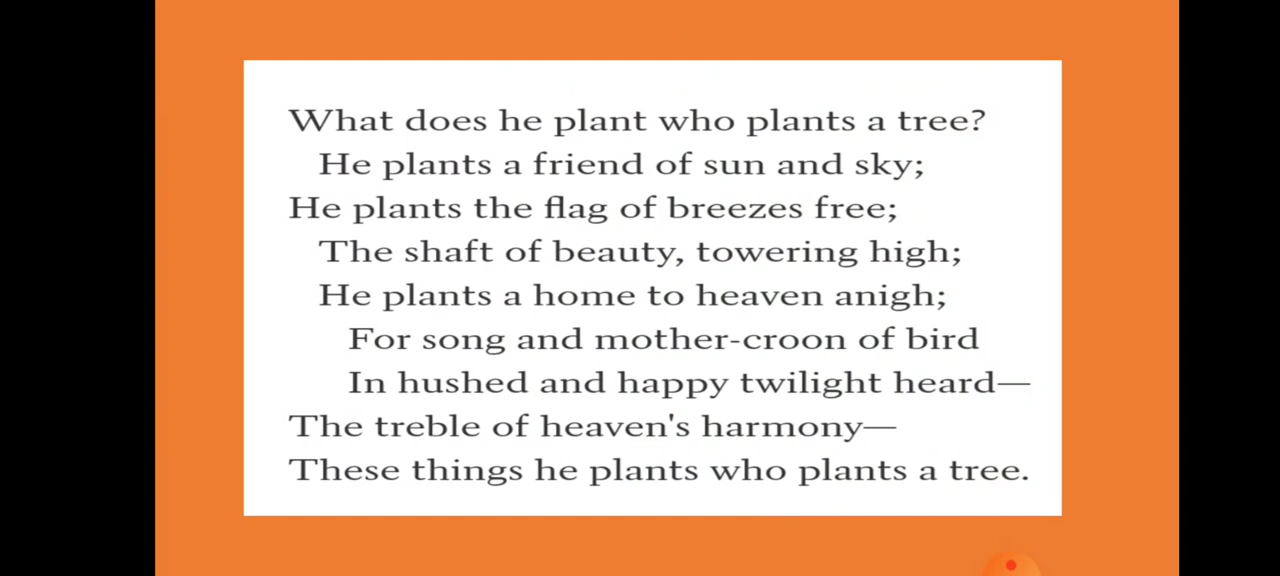 What does he plant who plants a tree?
He plants a friend of sun and sky;
He plants the flag of breezes free;
The shaft of beauty, towering high;
He plants a home to heaven anigh;
For song and mother-croon of bird
In hushed and happy twilight heard—
The treble of heaven's harmony—
These things he plants who plants a tree.